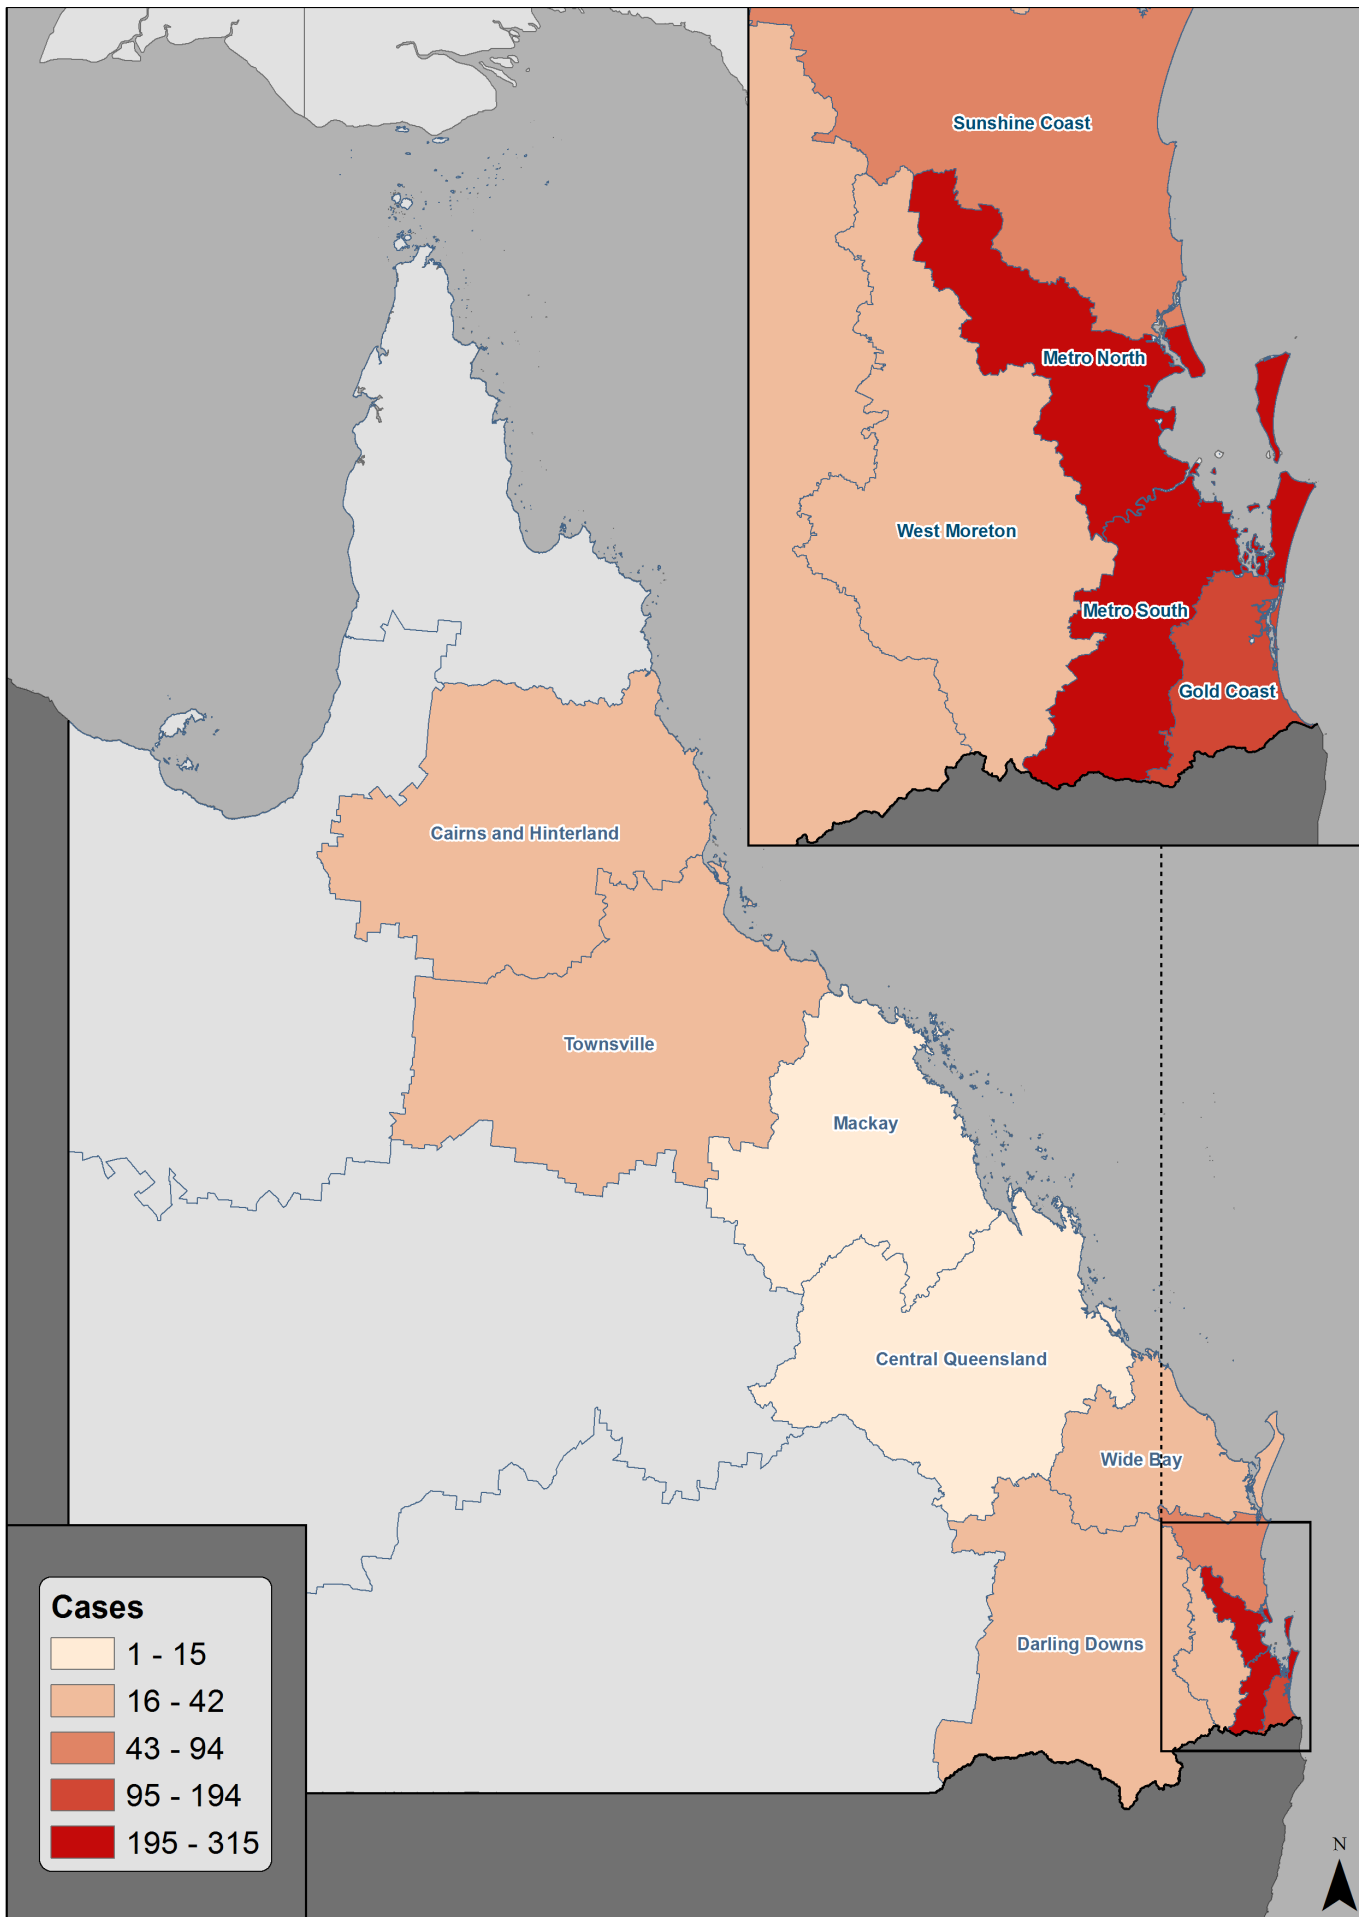 Sunshine Coast
Metro North
West Moreton
Metro South
Gold Coast
Cairns and Hinterland
Townsville
Mackay
Central Queensland
Wide Bay
Darling Downs
Cases
1 - 15
16 - 42
43 - 94
95 - 194
195 - 315
N